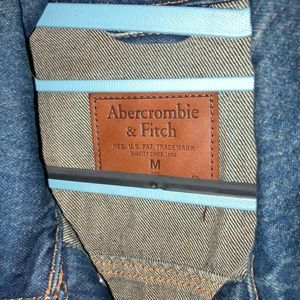 Abercrombie
& Fitch
REG. U.S. PAT. TRADEMARK
QUALITY SINCE 1892
M